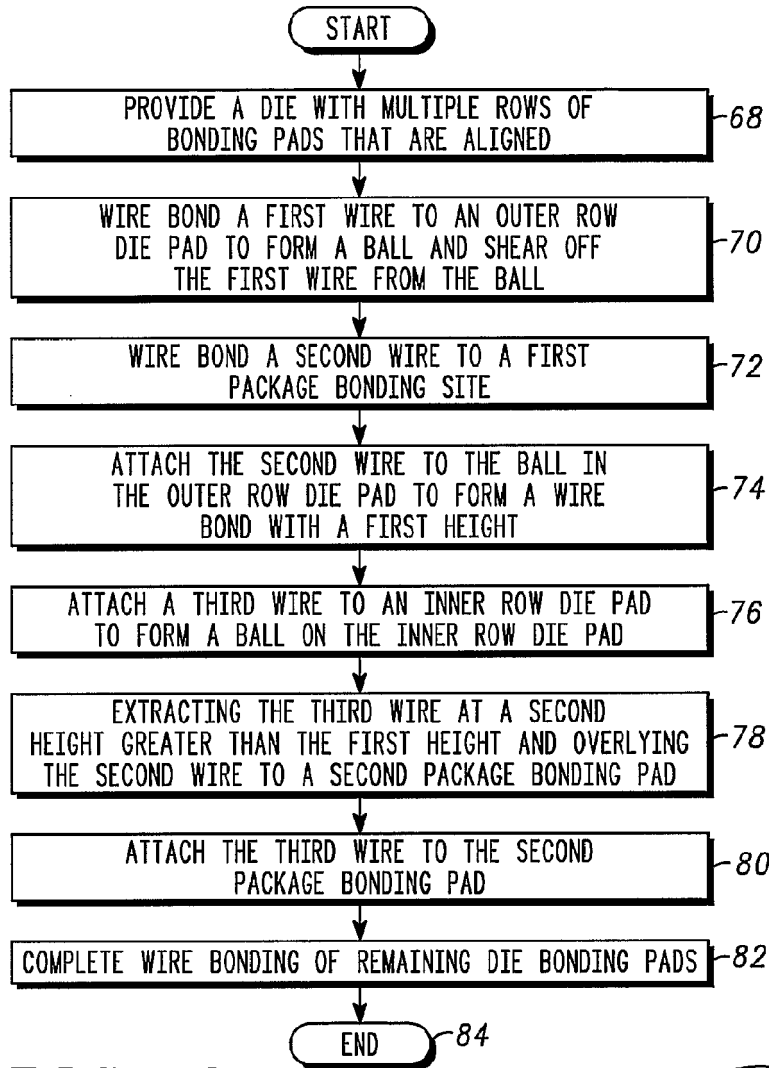 START
PROVIDE A DIE WITH MULTIPLE ROWS OF
BONDING PADS THAT ARE ALIGNED
68
WIRE BOND A FIRST WIRE TO AN OUTER ROW
DIE PAD TO FORM A BALL AND SHEAR OFF
THE FIRST WIRE FROM THE BALL
70
WIRE BOND A SECOND WIRE TO A FIRST
PACKAGE BONDING SITE
72
ATTACH THE SECOND WIRE TO THE BALL IN
THE OUTER ROW DIE PAD TO FORM A WIRE
BOND WITH A FIRST HEIGHT
74
ATTACH A THIRD WIRE TO AN INNER ROW DIE PAD
TO FORM A BALL ON THE INNER ROW DIE PAD
76
EXTRACTING THE THIRD WIRE AT A SECOND
HEIGHT GREATER THAN THE FIRST HEIGHT AND OVERLYING
THE SECOND WIRE TO A SECOND PACKAGE BONDING PAD
78
ATTACH THE THIRD WIRE TO THE SECOND
PACKAGE BONDING PAD
80
COMPLETE WIRE BONDING OF REMAINING DIE BONDING PADS
82
END
84